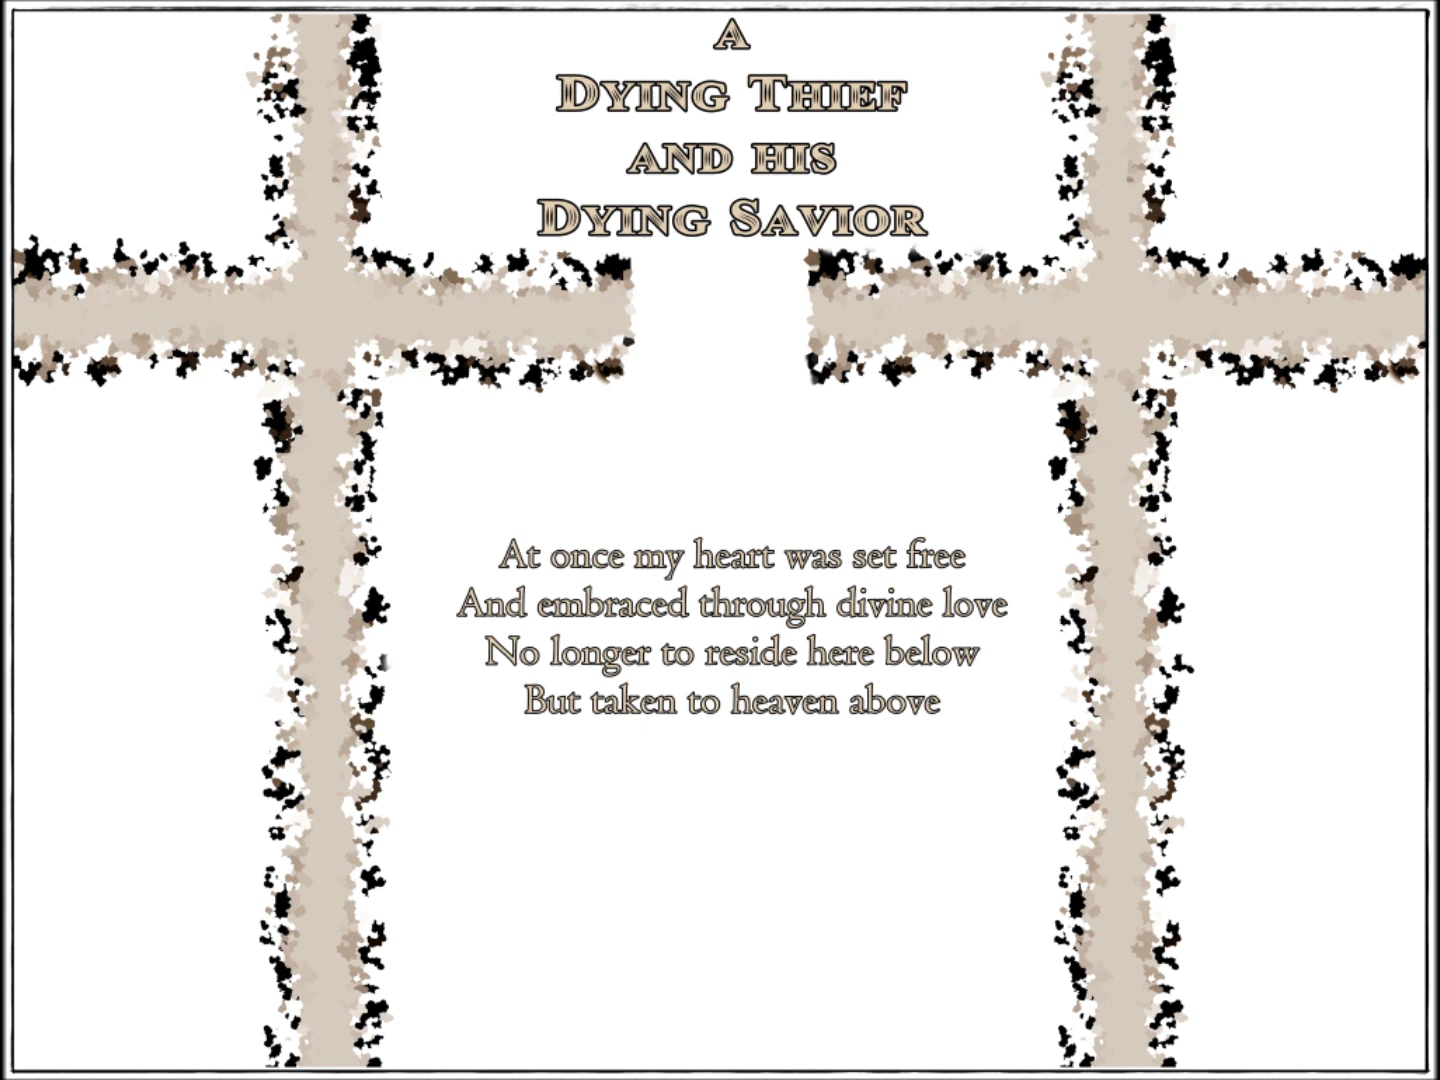 A
Dying Thief
and his
Dying Savior
At once my heart was set free
And embraced through divine love
No longer to reside here below
But taken to heaven above